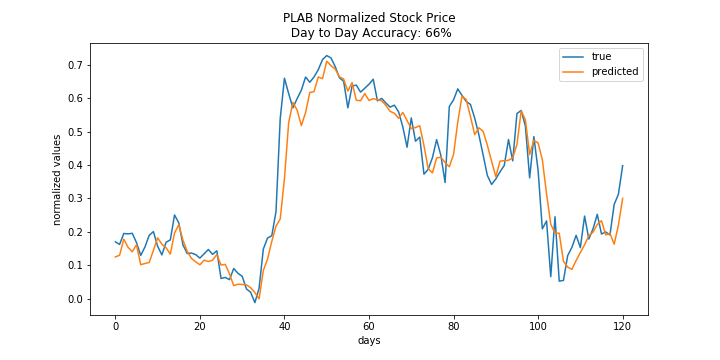 PLAB Normalized Stock Price
Day to Day Accuracy: 66%
true
predicted
normalized values
0.7
0.6
0.5
0.4
0.3
0.2
0.1
0.0
0
20
40
60
80
100
120
days